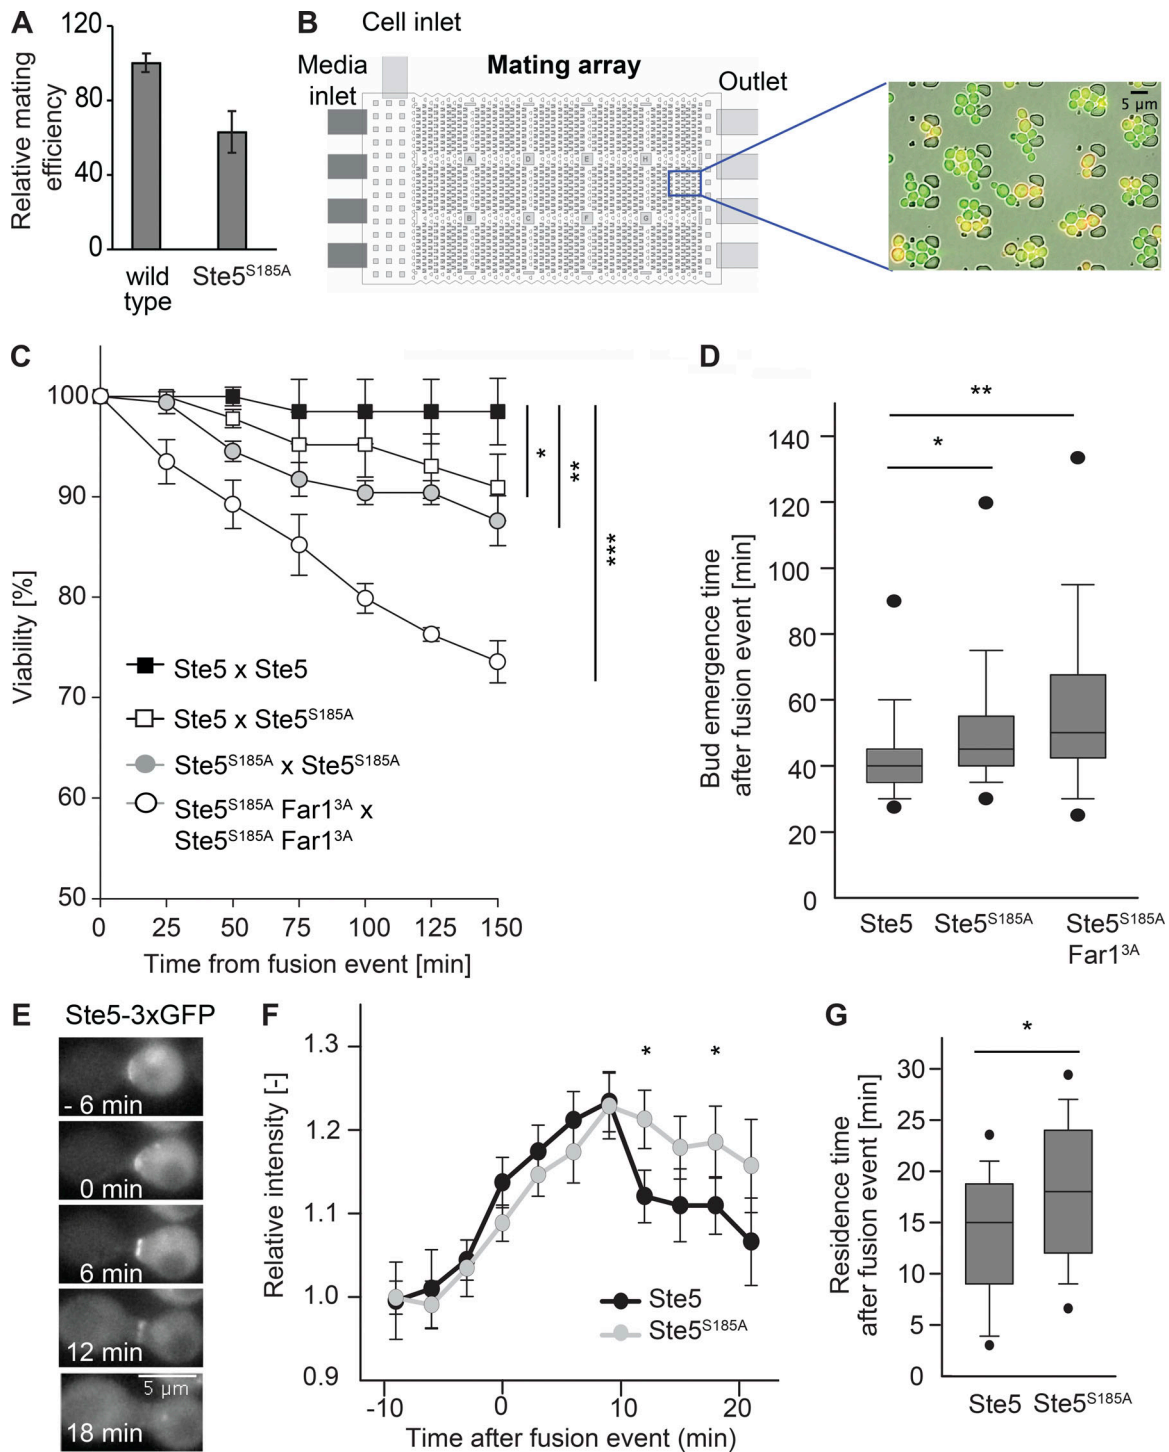 A
120
80
40
0
Relative mating
efficiency
wild
type
Ste5S185A
B
Cell inlet
Media
inlet
Mating array
Outlet
A
D
E
H
B
C
F
G
5 μm
C
100
90
80
70
60
50
Viability [%]
0 25 50 75 100 125 150
Time from fusion event [min]
Ste5 x Ste5
Ste5 x Ste5S185A
Ste5S185A x Ste5S185A
Ste5S185A Far13A x
Ste5S185A Far13A
*
**
***
D
140
120
100
80
60
40
20
0
Bud emergence time
after fusion event [min]
**
*
Ste5
Ste5S185A
Ste5S185A
Far13A
E
Ste5-3xGFP
- 6 min
0 min
6 min
12 min
5 μm
18 min
F
1.3
1.2
1.1
1.0
0.9
Relative intensity [-]
* *
Ste5
Ste5S185A
-10 0 10 20
Time after fusion event (min)
G
30
25
20
15
10
5
0
Residence time
after fusion event [min]
*
Ste5 Ste5S185A